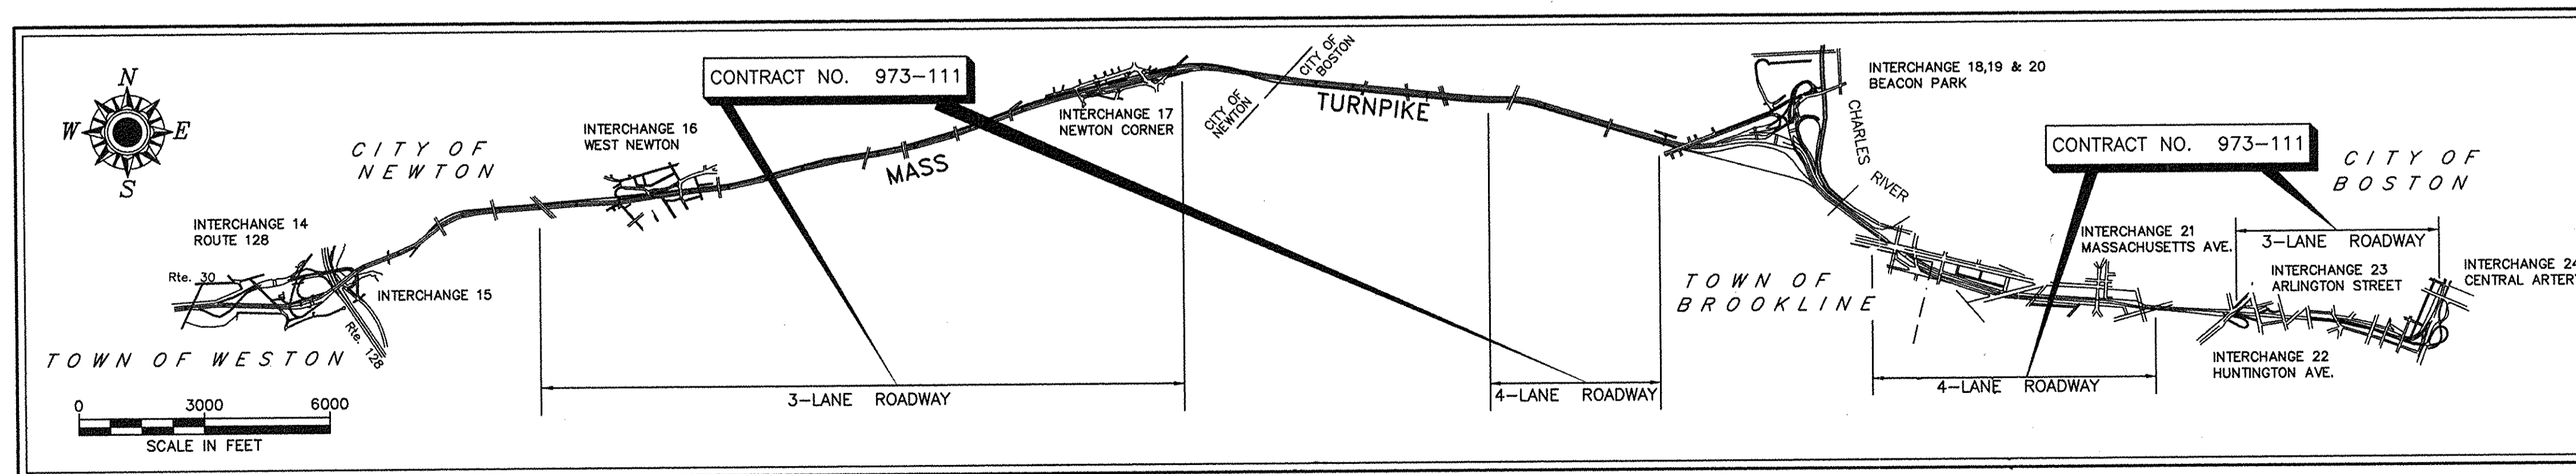 N
W
E
S
CITY OF
NEWTON
INTERCHANGE 14
ROUTE 128
Rte. 30
INTERCHANGE 15
Rte. 128
TOWN OF WESTON
0 3000 6000
SCALE IN FEET
INTERCHANGE 16
WEST NEWTON
CONTRACT NO. 973-111
INTERCHANGE 17
NEWTON CORNER
MASS
TURNPIKE
CITY OF
BOSTON
CITY OF
NEWTON
3-LANE ROADWAY
4-LANE ROADWAY
INTERCHANGE 18,19 & 20
BEACON PARK
CHARLES RIVER
TOWN OF
BROOKLINE
CONTRACT NO. 973-111
CITY OF
BOSTON
INTERCHANGE 21
MASSACHUSETTS AVE.
3-LANE ROADWAY
INTERCHANGE 23
ARLINGTON STREET
INTERCHANGE 24
CENTRAL ARTERY
INTERCHANGE 22
HUNTINGTON AVE.
4-LANE ROADWAY